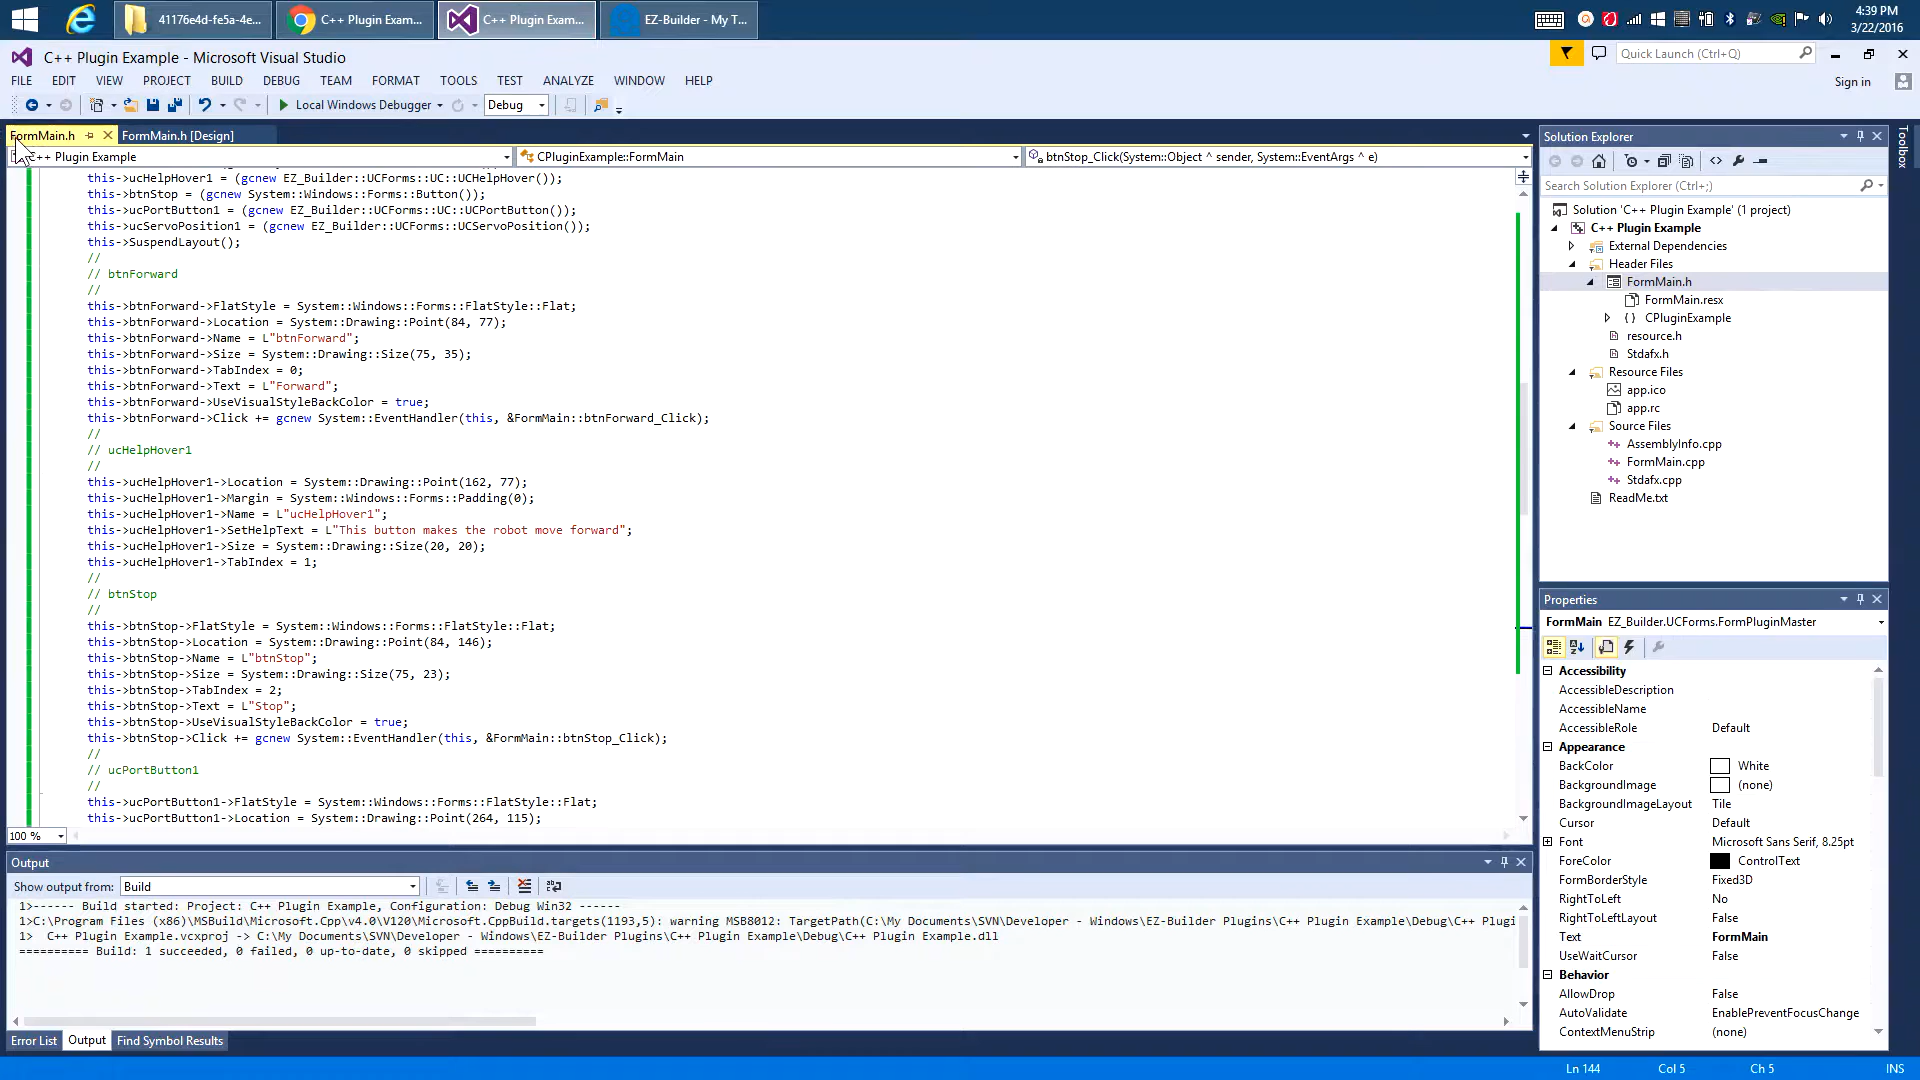 41176e4d-fe5a-4e...
C++ Plugin Exam...
C++ Plugin Exam...
EZ-Builder - My T...
4:39 PM
3/22/2016
C++ Plugin Example - Microsoft Visual Studio
Quick Launch (Ctrl+Q)
FILE EDIT VIEW PROJECT BUILD DEBUG TEAM FORMAT TOOLS TEST ANALYZE WINDOW HELP
Sign in
Local Windows Debugger
Debug
FormMain.h
FormMain.h [Design]
C++ Plugin Example
CPluginExample::FormMain
btnStop_Click(System::Object ^ sender, System::EventArgs ^ e)
this->ucHelpHover1 = (gcnew EZ_Builder::UCForms::UC::UCHelpHover());
this->btnStop = (gcnew System::Windows::Forms::Button());
this->ucPortButton1 = (gcnew EZ_Builder::UCForms::UC::UCPortButton());
this->ucServoPosition1 = (gcnew EZ_Builder::UCForms::UCServoPosition());
this->SuspendLayout();
//
// btnForward
//
this->btnForward->FlatStyle = System::Windows::Forms::FlatStyle::Flat;
this->btnForward->Location = System::Drawing::Point(84, 77);
this->btnForward->Name = L"btnForward";
this->btnForward->Size = System::Drawing::Size(75, 35);
this->btnForward->TabIndex = 0;
this->btnForward->Text = L"Forward";
this->btnForward->UseVisualStyleBackColor = true;
this->btnForward->Click += gcnew System::EventHandler(this, &FormMain::btnForward_Click);
//
// ucHelpHover1
//
this->ucHelpHover1->Location = System::Drawing::Point(162, 77);
this->ucHelpHover1->Margin = System::Windows::Forms::Padding(0);
this->ucHelpHover1->Name = L"ucHelpHover1";
this->ucHelpHover1->SetHelpText = L"This button makes the robot move forward";
this->ucHelpHover1->Size = System::Drawing::Size(20, 20);
this->ucHelpHover1->TabIndex = 1;
//
// btnStop
//
this->btnStop->FlatStyle = System::Windows::Forms::FlatStyle::Flat;
this->btnStop->Location = System::Drawing::Point(84, 146);
this->btnStop->Name = L"btnStop";
this->btnStop->Size = System::Drawing::Size(75, 23);
this->btnStop->TabIndex = 2;
this->btnStop->Text = L"Stop";
this->btnStop->UseVisualStyleBackColor = true;
this->btnStop->Click += gcnew System::EventHandler(this, &FormMain::btnStop_Click);
//
// ucPortButton1
//
this->ucPortButton1->FlatStyle = System::Windows::Forms::FlatStyle::Flat;
this->ucPortButton1->Location = System::Drawing::Point(264, 115);
100 %
Output
Show output from: Build
1>------ Build started: Project: C++ Plugin Example, Configuration: Debug Win32 ------
1>C:\Program Files (x86)\MSBuild\Microsoft.Cpp\v4.0\V120\Microsoft.CppBuild.targets(1193,5): warning MSB8012: TargetPath(C:\My Documents\SVN\Developer - Windows\EZ-Builder Plugins\C++ Plugin Example\Debug\C++ Plugi
1>  C++ Plugin Example.vcxproj -> C:\My Documents\SVN\Developer - Windows\EZ-Builder Plugins\C++ Plugin Example\Debug\C++ Plugin Example.dll
========== Build: 1 succeeded, 0 failed, 0 up-to-date, 0 skipped ==========
Error List Output Find Symbol Results
Solution Explorer
Toolbox
Search Solution Explorer (Ctrl+;)
Solution 'C++ Plugin Example' (1 project)
C++ Plugin Example
External Dependencies
Header Files
FormMain.h
FormMain.resx
CPluginExample
resource.h
Stdafx.h
Resource Files
app.ico
app.rc
Source Files
AssemblyInfo.cpp
FormMain.cpp
Stdafx.cpp
ReadMe.txt
Properties
FormMain EZ_Builder.UCForms.FormPluginMaster
Accessibility
AccessibleDescription
AccessibleName
AccessibleRole Default
Appearance
BackColor White
BackgroundImage (none)
BackgroundImageLayout Tile
Cursor Default
Font Microsoft Sans Serif, 8.25pt
ForeColor ControlText
FormBorderStyle Fixed3D
RightToLeft No
RightToLeftLayout False
Text FormMain
UseWaitCursor False
Behavior
AllowDrop False
AutoValidate EnablePreventFocusChange
ContextMenuStrip (none)
Ln 144 Col 5 Ch 5 INS